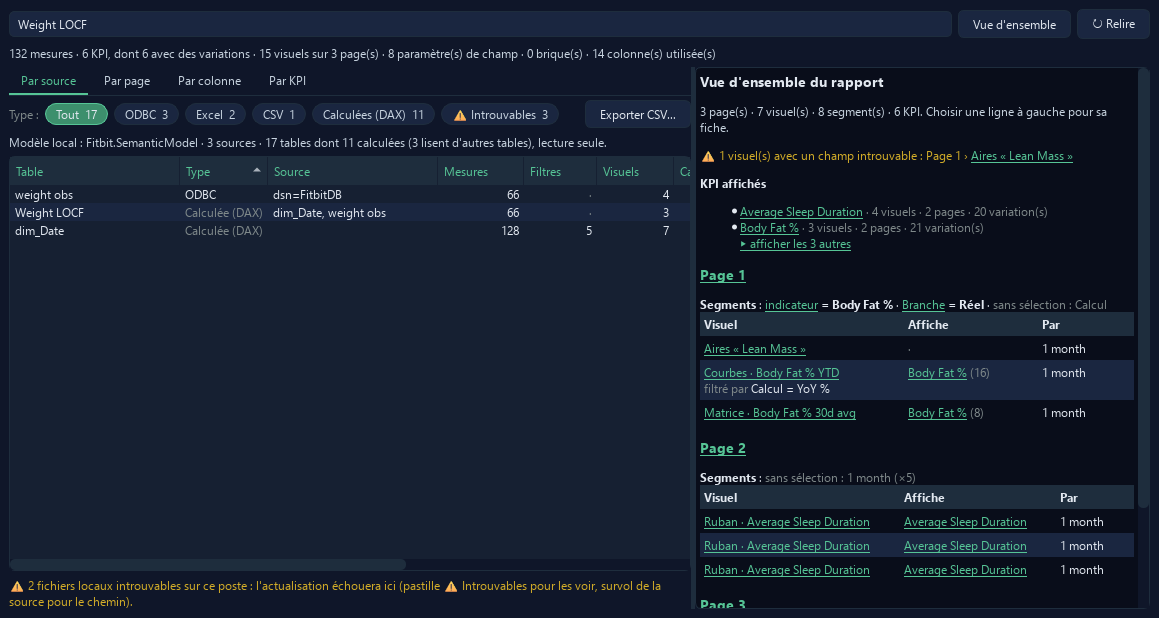 Weight LOCF
Vue d'ensemble
↻ Relire
132 mesures · 6 KPI, dont 6 avec des variations · 15 visuels sur 3 page(s) · 8 paramètre(s) de champ · 0 brique(s) · 14 colonne(s) utilisée(s)
Par source Par page Par colonne Par KPI
Type : Tout 17 ODBC 3 Excel 2 CSV 1 Calculées (DAX) 11 ⚠ Introuvables 3 Exporter CSV...
Modèle local : Fitbit.SemanticModel · 3 sources · 17 tables dont 11 calculées (3 lisent d'autres tables), lecture seule.
Table Type Source Mesures Filtres Visuels Ca
weight obs ODBC dsn=FitbitDB 66 · 4
Weight LOCF Calculée (DAX) dim_Date, weight obs 66 · 3
dim_Date Calculée (DAX) 128 5 7
⚠ 2 fichiers locaux introuvables sur ce poste : l'actualisation échouera ici (pastille ⚠ Introuvables pour les voir, survol de la
source pour le chemin).
Vue d'ensemble du rapport
3 page(s) · 7 visuel(s) · 8 segment(s) · 6 KPI. Choisir une ligne à gauche pour sa
fiche.
⚠ 1 visuel(s) avec un champ introuvable : Page 1 › Aires « Lean Mass »
KPI affichés
• Average Sleep Duration · 4 visuels · 2 pages · 20 variation(s)
• Body Fat % · 3 visuels · 2 pages · 21 variation(s)
▸ afficher les 3 autres
Page 1
Segments : indicateur = Body Fat % · Branche = Réel · sans sélection : Calcul
Visuel Affiche Par
Aires « Lean Mass » · 1 month
Courbes · Body Fat % YTD Body Fat % (16) 1 month
filtré par Calcul = YoY %
Matrice · Body Fat % 30d avg Body Fat % (8) 1 month
Page 2
Segments : sans sélection : 1 month (×5)
Visuel Affiche Par
Ruban · Average Sleep Duration Average Sleep Duration 1 month
Ruban · Average Sleep Duration Average Sleep Duration 1 month
Ruban · Average Sleep Duration Average Sleep Duration 1 month
Page 3